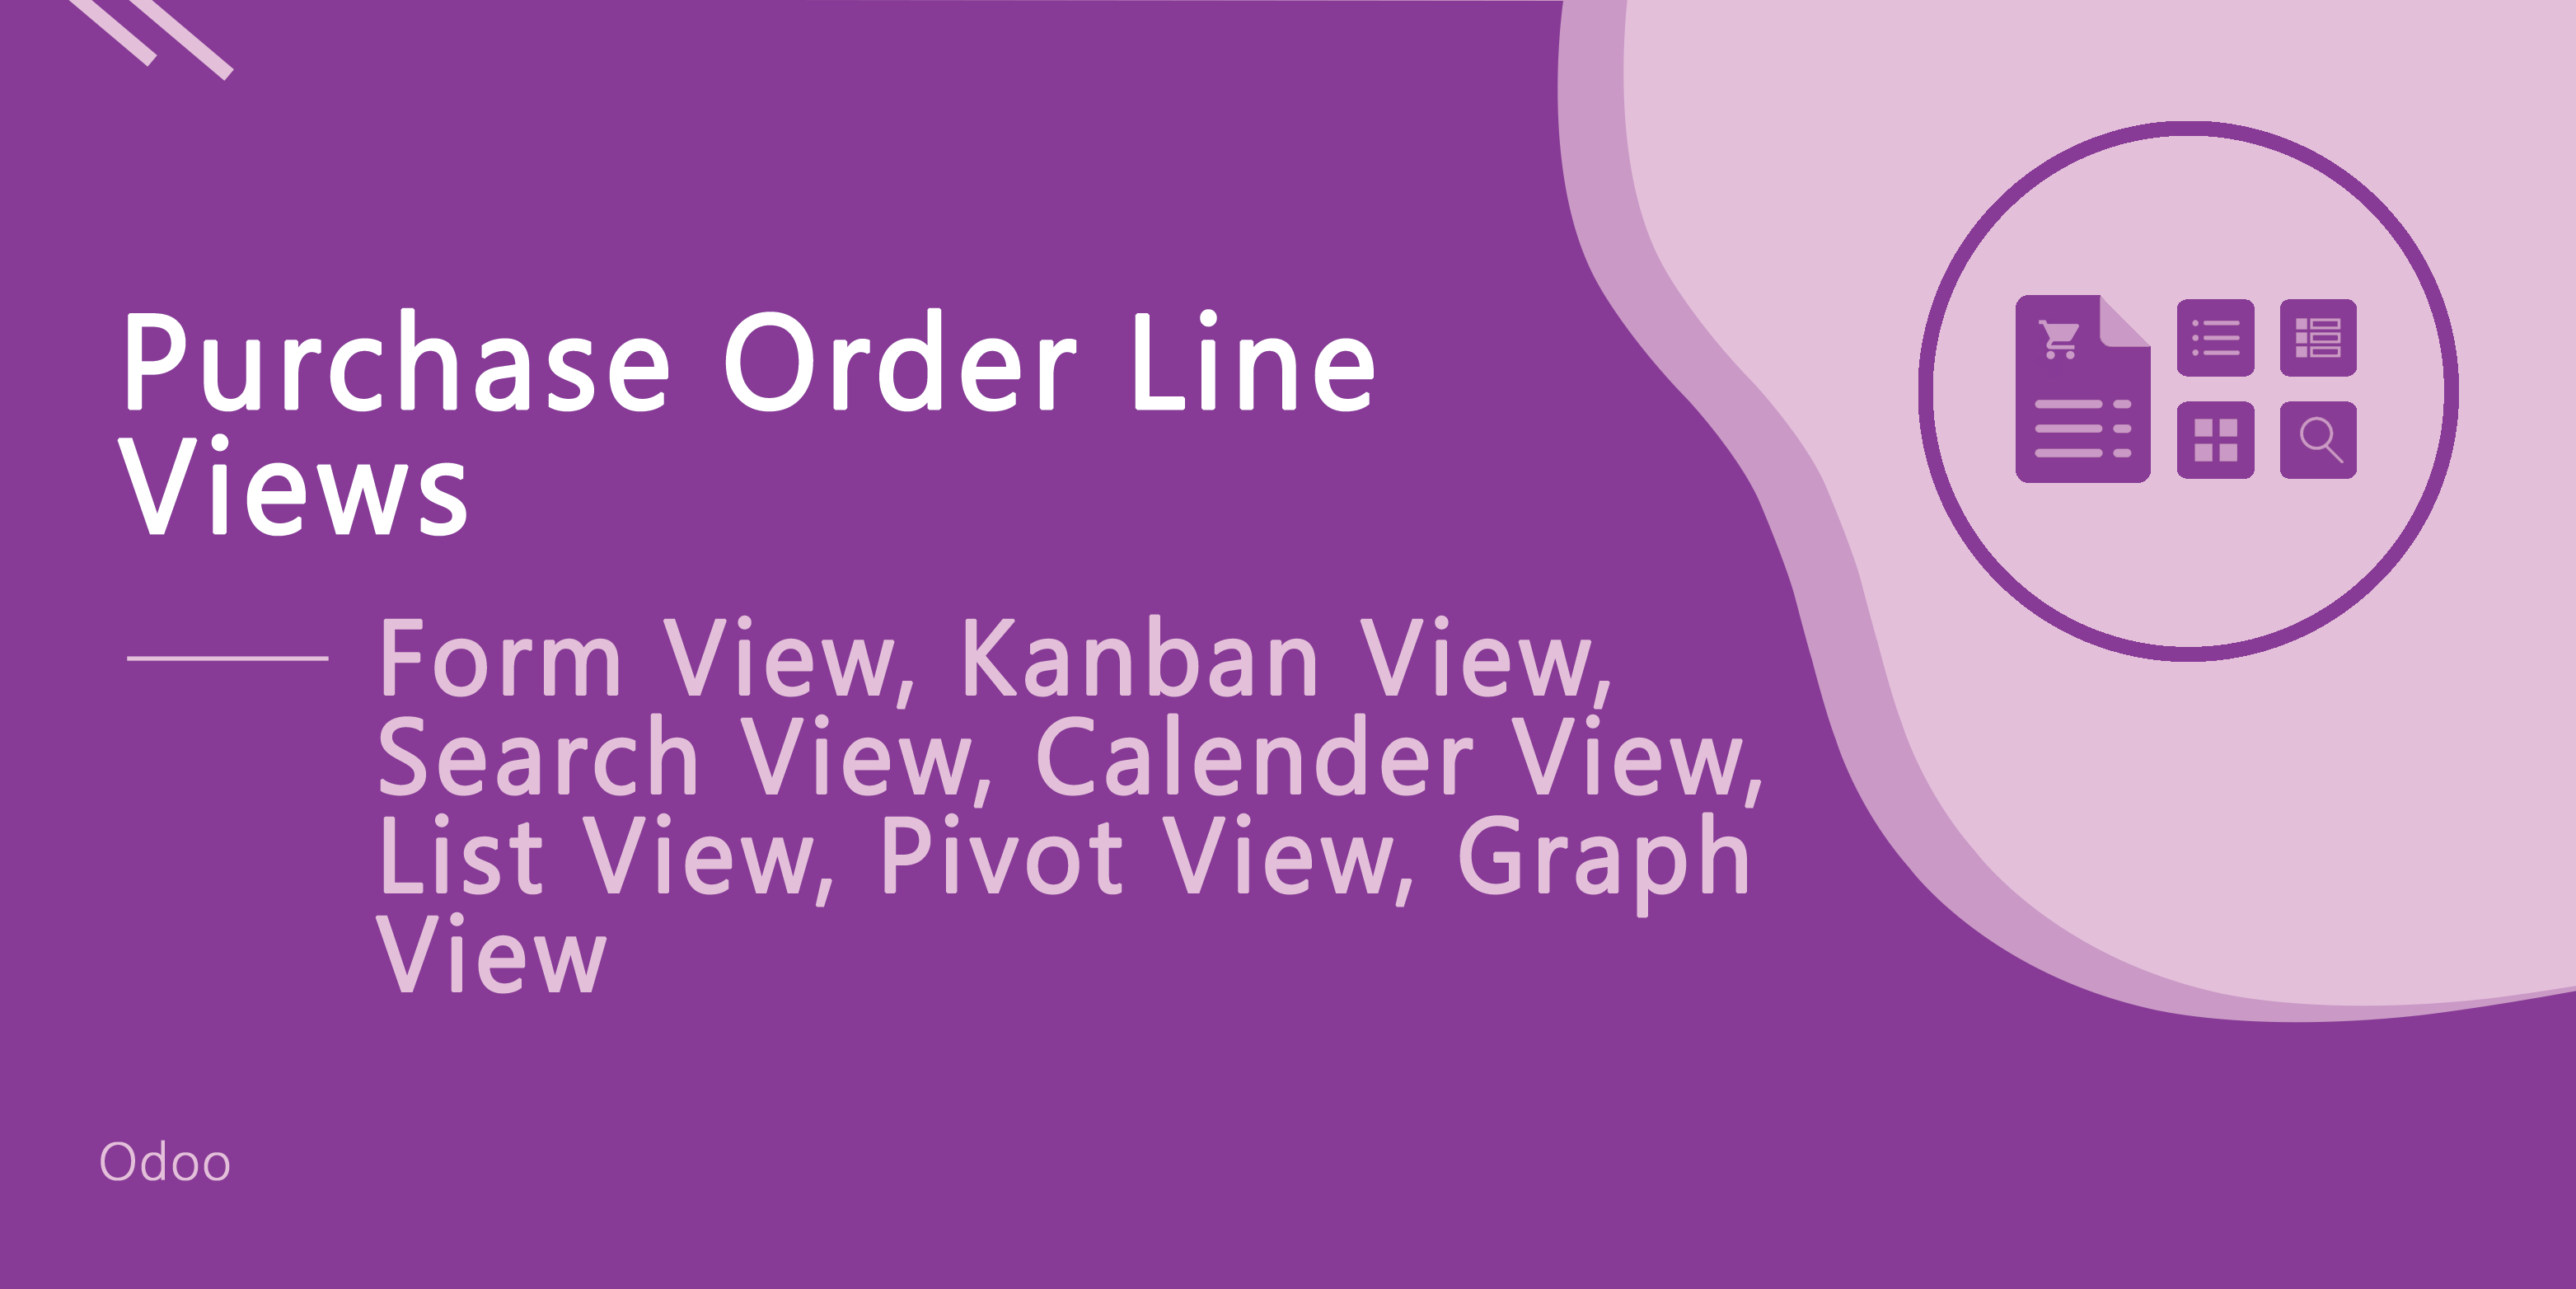 Purchase Order Line
Views
Form View, Kanban View,
Search View, Calender View,
List View, Pivot View, Graph
View
Odoo